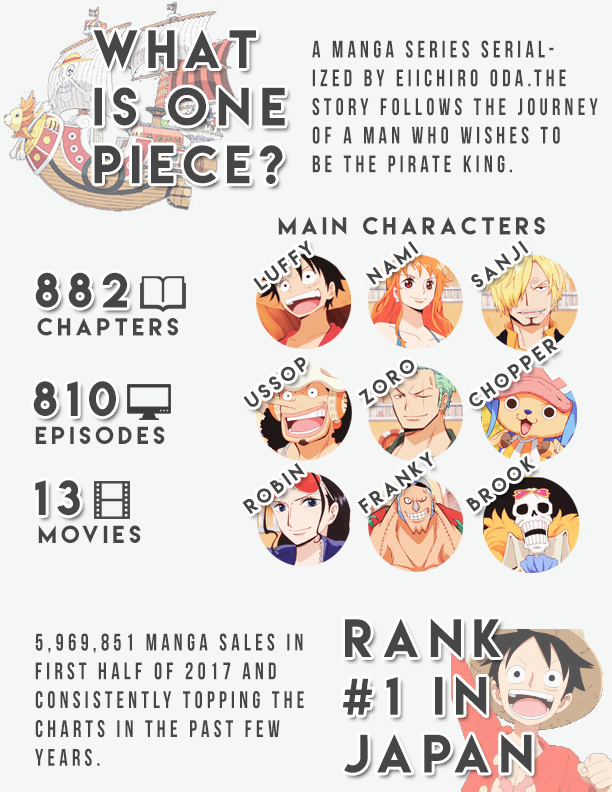 WHAT
IS ONE
PIECE?
A MANGA SERIES SERIAL-
IZED BY EIICHIRO ODA.THE
STORY FOLLOWS THE JOURNEY
OF A MAN WHO WISHES TO
BE THE PIRATE KING.
882
CHAPTERS
810
EPISODES
13
MOVIES
MAIN CHARACTERS
LUFFY
NAMI
SANJI
USSOP
ZORO
CHOPPER
ROBIN
FRANKY
BROOK
5,969,851 MANGA SALES IN
FIRST HALF OF 2017 AND
CONSISTENTLY TOPPING THE
CHARTS IN THE PAST FEW
YEARS.
RANK
#1 IN
JAPAN